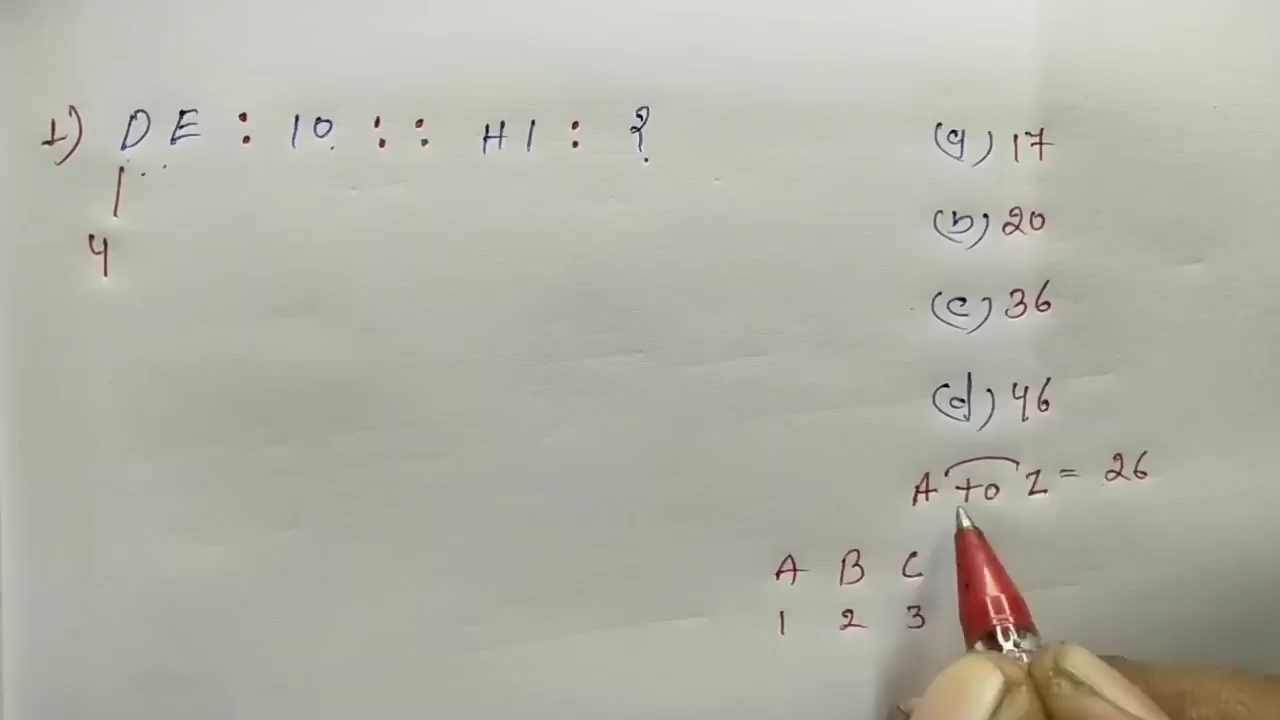 1) DE : 10 :: HI : ?
4
(a) 17
(b) 20
(c) 36
(d) 46
A to Z = 26
A B C
1 2 3